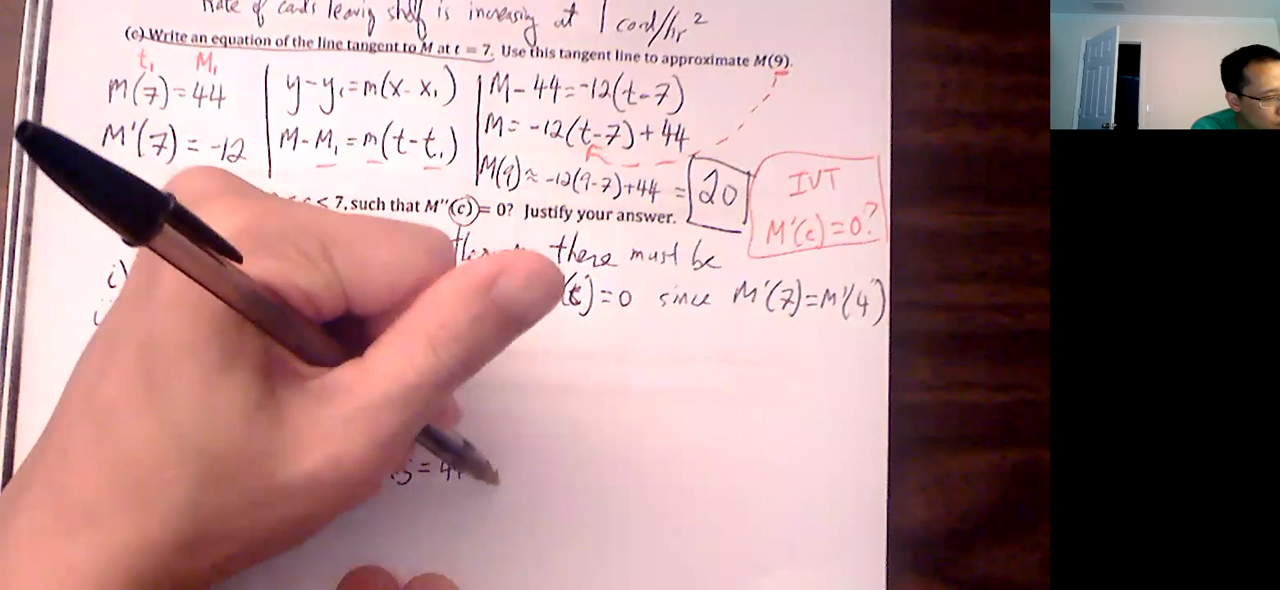 Rate of cards leaving shelf is increasing at 1 card/hr²
(c) Write an equation of the line tangent to M at t = 7. Use this tangent line to approximate M(9).
t₁ M₁
M(7) = 44
M'(7) = -12
y - y₁ = m(x - x₁)
M - M₁ = m(t - t₁)
M - 44 = -12(t - 7)
M = -12(t - 7) + 44
M(9) ≈ -12(9 - 7) + 44 = 20
IVT
M'(c) = 0?
< 7, such that M''(c) = 0? Justify your answer.
there must be
i)
= 0 since M'(7) = M'(4)